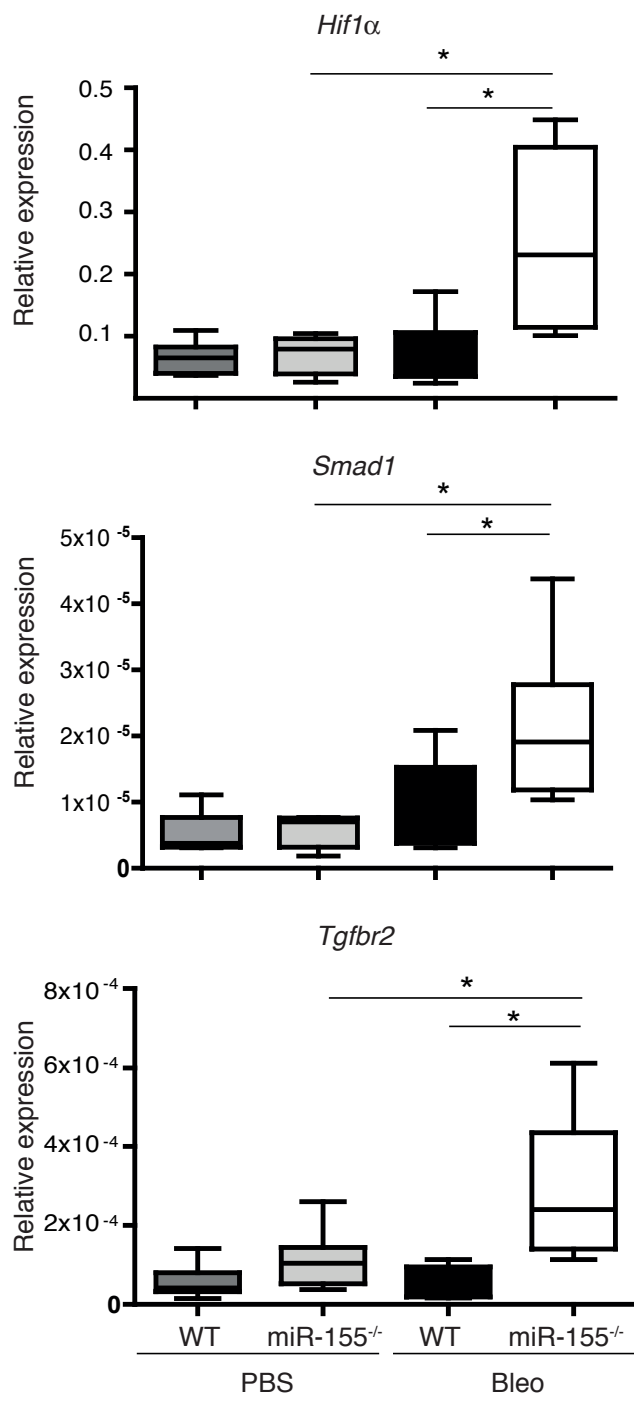 Hif1α
*
*
0.5
0.4
0.3
0.2
0.1
Relative expression
Smad1
*
*
5x10 -5
4x10 -5
3x10 -5
2x10 -5
1x10 -5
0
Relative expression
Tgfbr2
*
*
8x10 -4
6x10 -4
4x10 -4
2x10 -4
0
Relative expression
WT miR-155-/- WT miR-155-/-
PBS Bleo